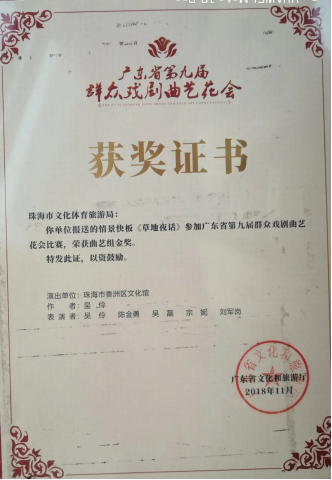 广东省第九届
群众戏剧曲艺花会
获奖证书
珠海市文化体育旅游局：
你单位报送的情景快板《草地夜话》参加广东省第九届群众戏剧曲艺
花会比赛，荣获曲艺组金奖。
特发此证，以资鼓励。
演出单位：珠海市香洲区文化馆
作 者：吴 伶
表 演 者：吴 伶 陈金勇 吴 磊 宗 妮 刘军岗
广东省文化和旅游厅
2018年11月